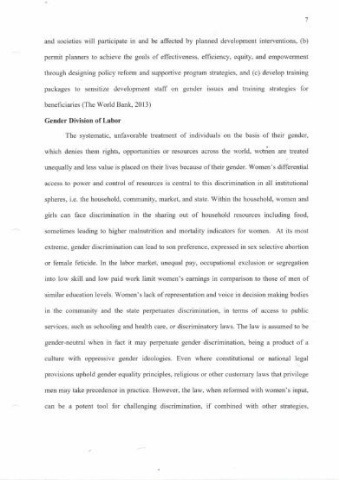 7
and societies will participate in and be affected by planned development interventions, (b)
permit planners to achieve the goals of effectiveness, efficiency, equity, and empowerment
through designing policy reform and supportive program strategies, and (c) develop training
packages to sensitize development staff on gender issues and training strategies for
beneficiaries (The World Bank, 2013)
Gender Division of Labor
The systematic, unfavorable treatment of individuals on the basis of their gender,
which denies them rights, opportunities or resources across the world, women are treated
unequally and less value is placed on their lives because of their gender. Women's differential
access to power and control of resources is central to this discrimination in all institutional
spheres, i.e. the household, community, market, and state. Within the household, women and
girls can face discrimination in the sharing out of household resources including food,
sometimes leading to higher malnutrition and mortality indicators for women. At its most
extreme, gender discrimination can lead to son preference, expressed in sex selective abortion
or female feticide. In the labor market, unequal pay, occupational exclusion or segregation
into low skill and low paid work limit women's earnings in comparison to those of men of
similar education levels. Women's lack of representation and voice in decision making bodies
in the community and the state perpetuates discrimination, in terms of access to public
services, such as schooling and health care, or discriminatory laws. The law is assumed to be
gender-neutral when in fact it may perpetuate gender discrimination, being a product of a
culture with oppressive gender ideologies. Even where constitutional or national legal
provisions uphold gender equality principles, religious or other customary laws that privilege
men may take precedence in practice. However, the law, when reformed with women's input,
can be a potent tool for challenging discrimination, if combined with other strategies,